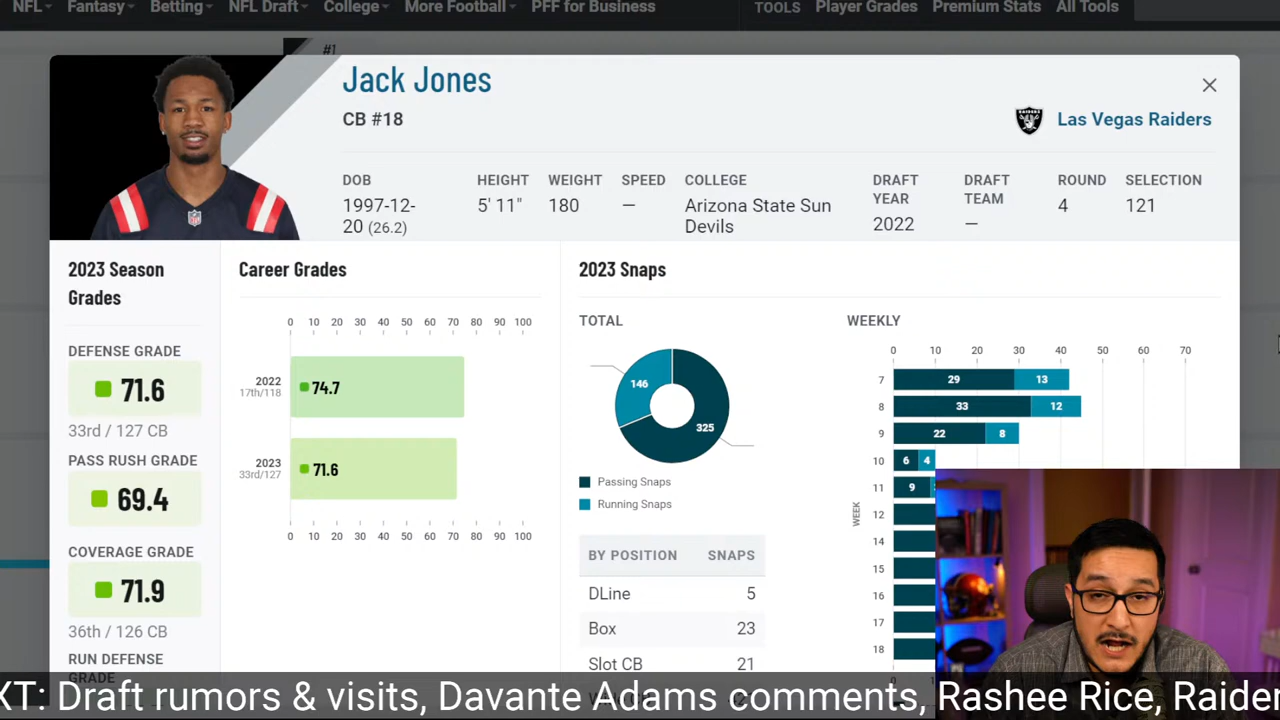 NFL Fantasy Betting NFL Draft College More Football PFF for Business TOOLS Player Grades Premium Stats All Tools
#1
Jack Jones
CB #18
Las Vegas Raiders
DOB HEIGHT WEIGHT SPEED COLLEGE DRAFT YEAR DRAFT TEAM ROUND SELECTION
1997-12-20 (26.2) 5' 11" 180 — Arizona State Sun Devils 2022 — 4 121
2023 Season Grades
DEFENSE GRADE
71.6
33rd / 127 CB
PASS RUSH GRADE
69.4
COVERAGE GRADE
71.9
36th / 126 CB
RUN DEFENSE
GRADE
Career Grades
0 10 20 30 40 50 60 70 80 90 100
2022 74.7
17th/118
2023 71.6
33rd/127
0 10 20 30 40 50 60 70 80 90 100
2023 Snaps
TOTAL
146
325
Passing Snaps
Running Snaps
BY POSITION SNAPS
DLine 5
Box 23
Slot CB 21
WEEKLY
0 10 20 30 40 50 60 70
7 29 13
8 33 12
9 22 8
10 6 4
11 9
12
14
15
16
17
18
WEEK
0
XT: Draft rumors & visits, Davante Adams comments, Rashee Rice, Raider